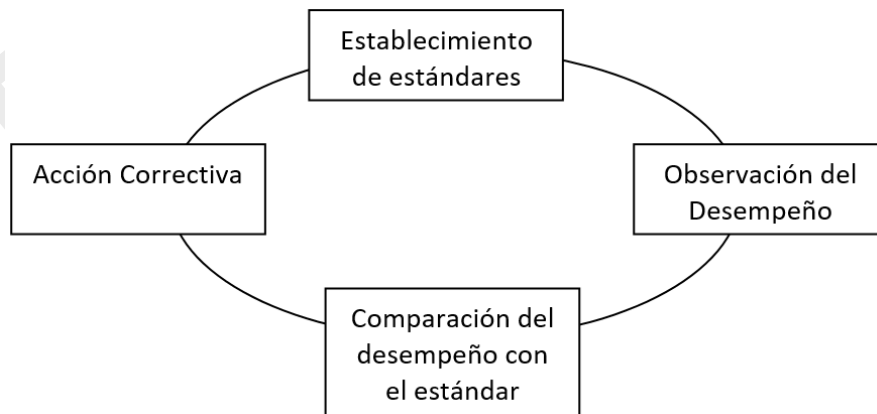 Establecimiento
de estándares
Acción Correctiva
Observación del
Desempeño
Comparación del
desempeño con
el estándar